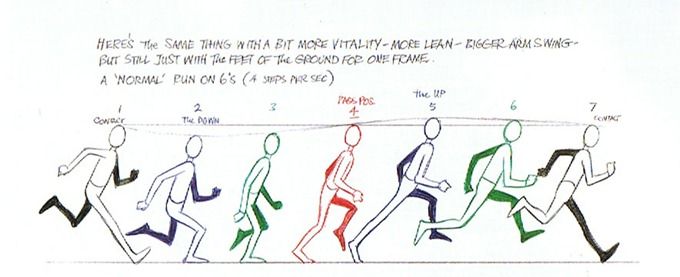 HERE'S THE SAME THING WITH A BIT MORE VITALITY - MORE LEAN - BIGGER ARM SWING -
BUT STILL JUST WITH THE FEET OF THE GROUND FOR ONE FRAME.
A 'NORMAL' RUN ON 6'S (4 STEPS PER SEC)
1
CONTACT
2
THE DOWN
3
PASS POS.
4
THE UP
5
6
7
CONTACT